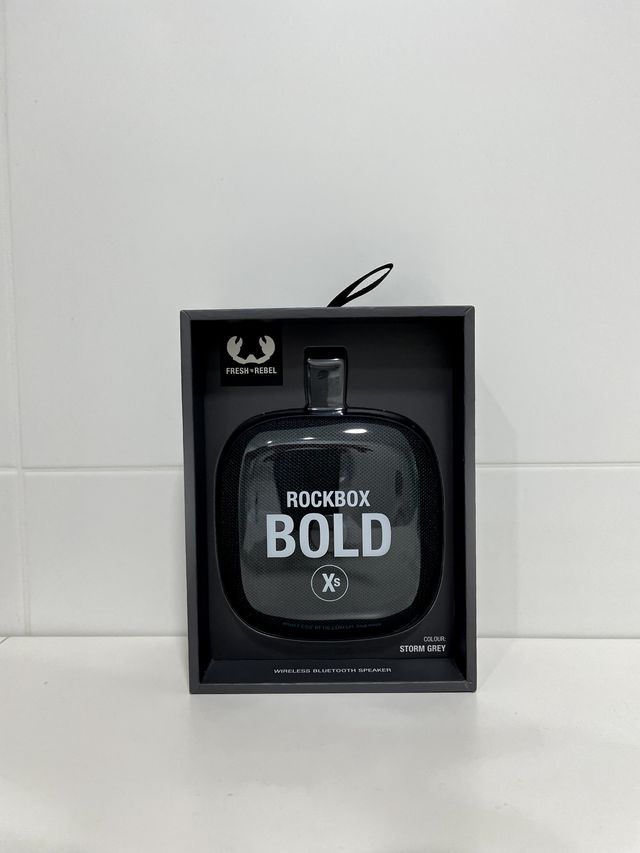 FRESH 'N REBEL
ROCKBOX
BOLD
Xs
COLOUR:
STORM GREY
WIRELESS BLUETOOTH SPEAKER